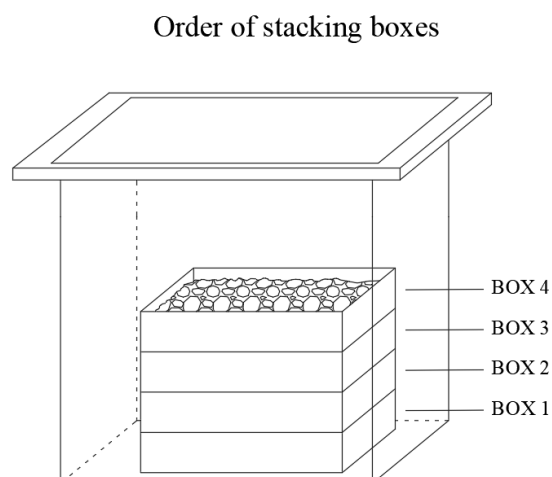 Order of stacking boxes
BOX 4
BOX 3
BOX 2
BOX 1